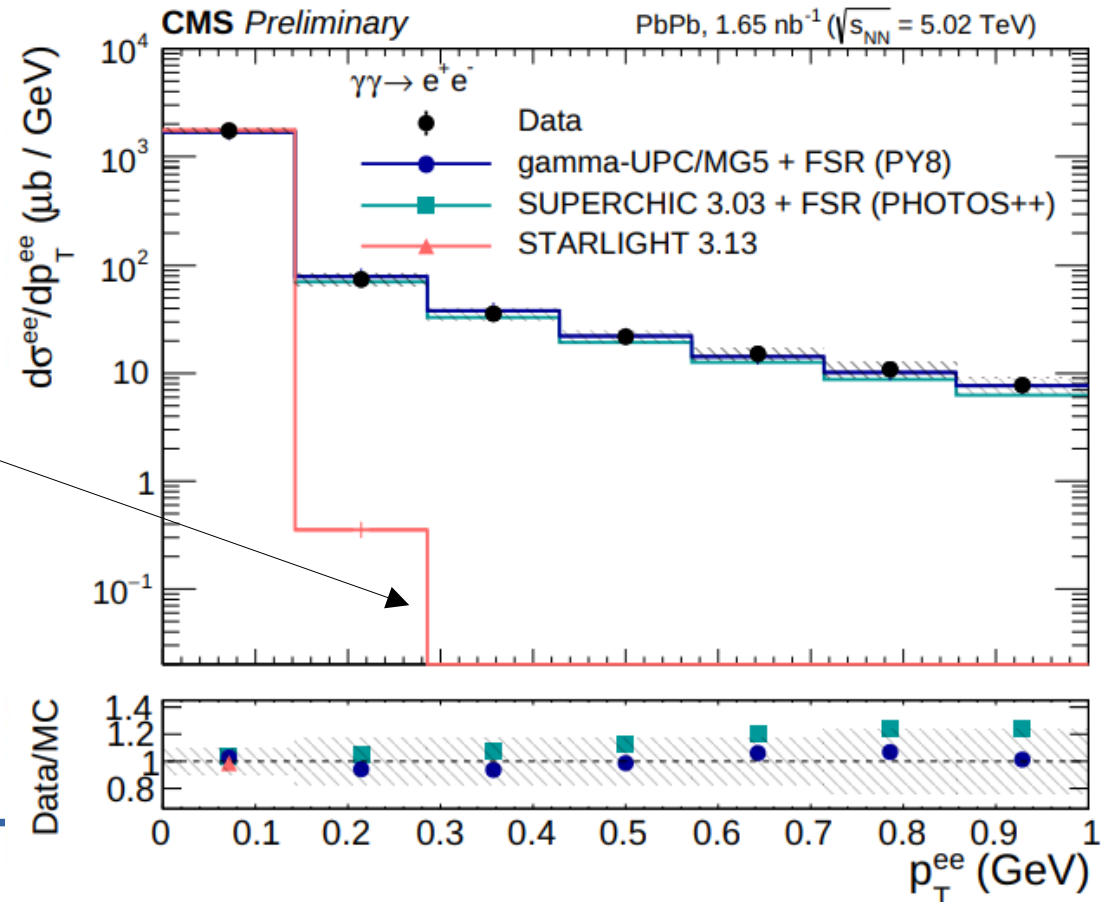 CMS Preliminary
PbPb, 1.65 nb⁻¹ (√s_NN = 5.02 TeV)
dσᵉᵉ/dp_Tᵉᵉ (μb / GeV)
10⁴
10³
10²
10
1
10⁻¹
γγ→ e⁺e⁻
Data
gamma-UPC/MG5 + FSR (PY8)
SUPERCHIC 3.03 + FSR (PHOTOS++)
STARLIGHT 3.13
Data/MC
1.4
1.2
1
0.8
0 0.1 0.2 0.3 0.4 0.5 0.6 0.7 0.8 0.9 1
p_Tᵉᵉ (GeV)